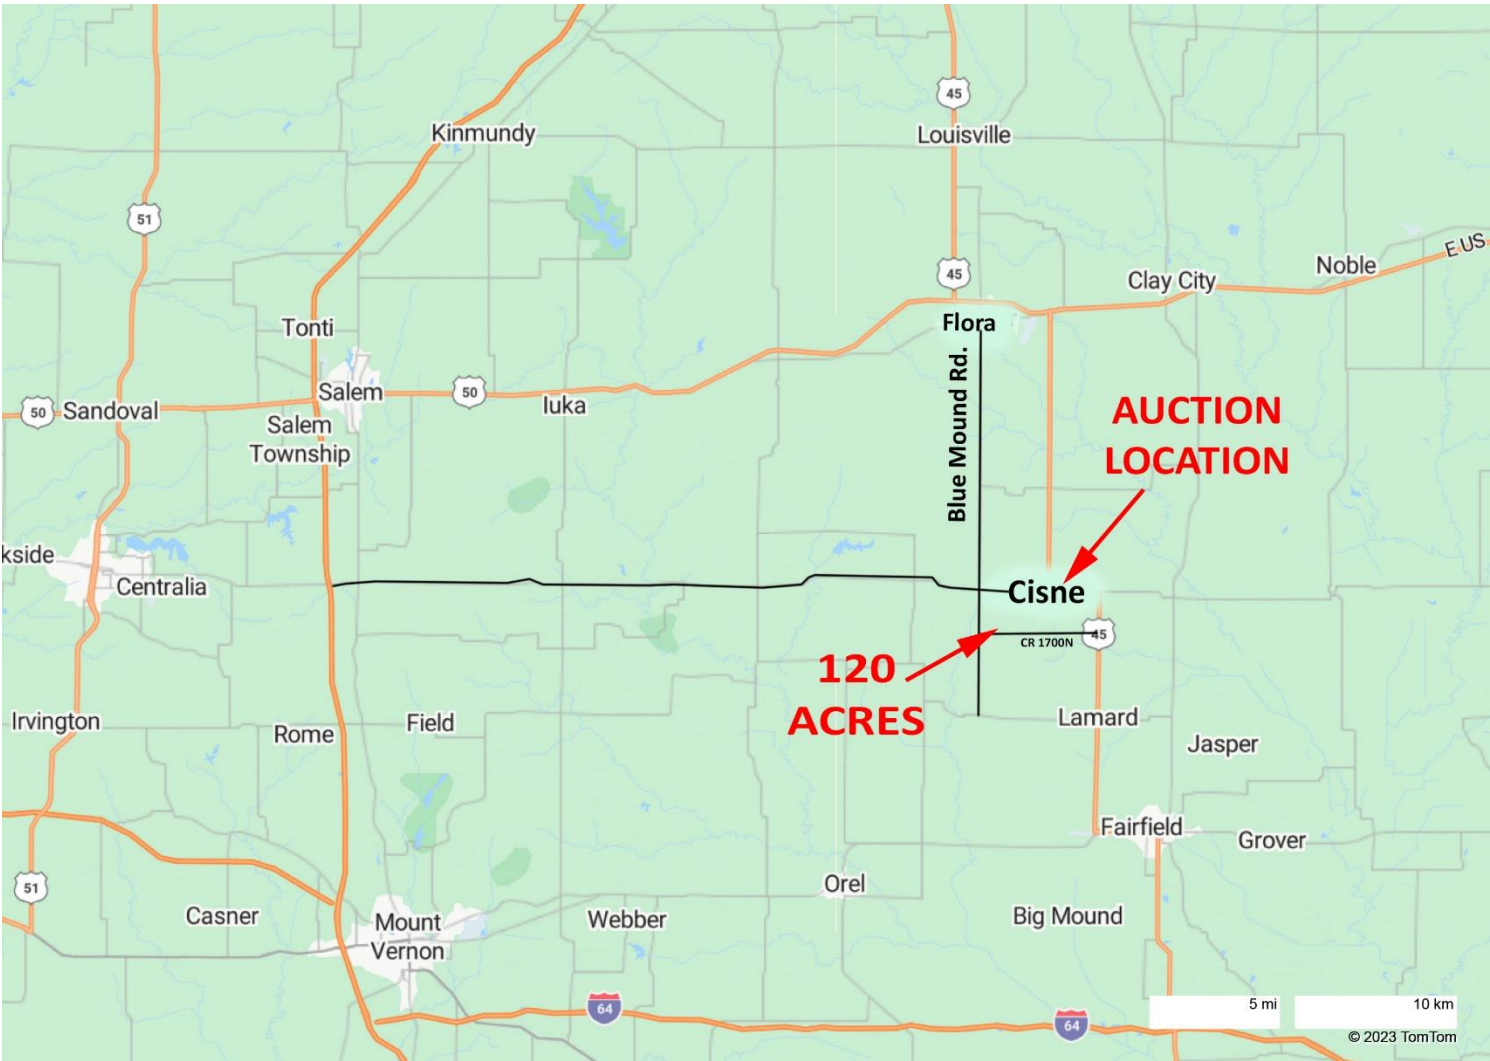 45
Kinmundy
Louisville
51
E US
Noble
45
Clay City
Flora
Tonti
Blue Mound Rd.
Salem
50
50
Sandoval
Iuka
AUCTION
LOCATION
Salem
Township
kside
Centralia
Cisne
45
CR 1700N
120
ACRES
Irvington
Rome
Field
Lamard
Jasper
Fairfield
Grover
51
Orel
Casner
Mount
Vernon
Webber
Big Mound
64
64
5 mi
10 km
© 2023 TomTom